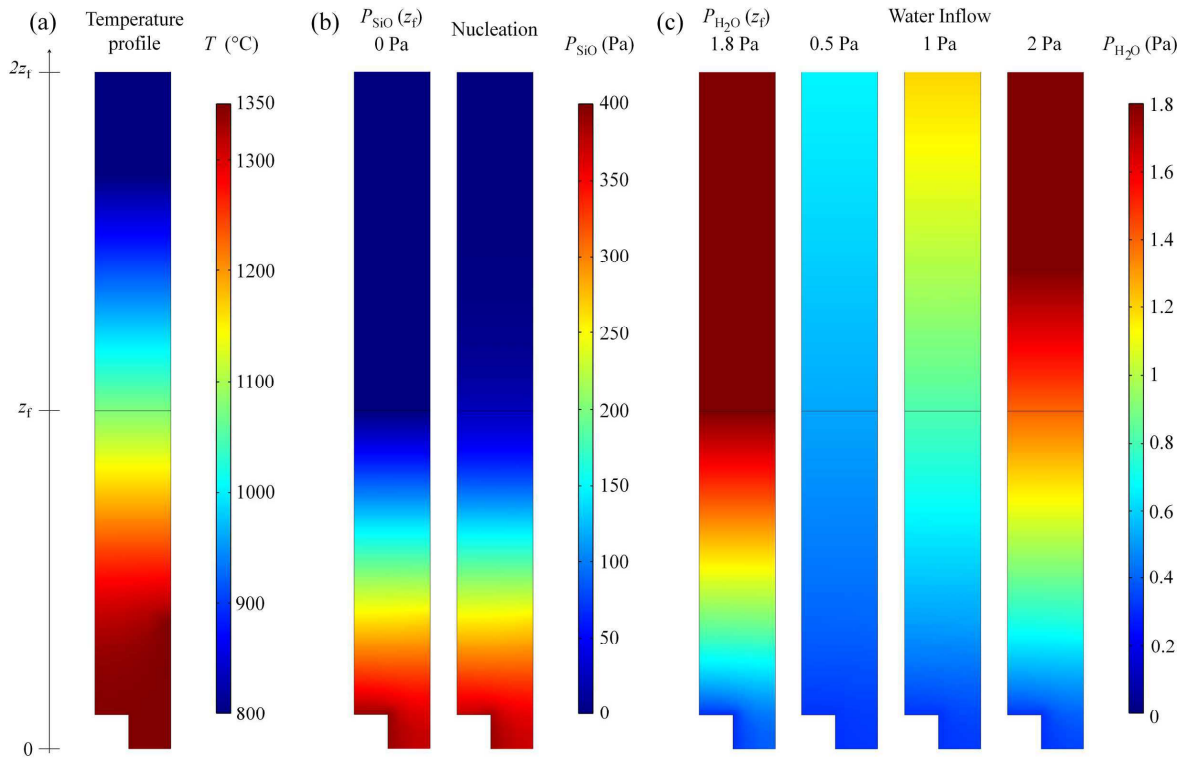 (a) Temperature profile
T (°C)
2z_f
z_f
0
1350
1300
1200
1100
1000
900
800
(b) P_SiO (z_f)
0 Pa
Nucleation
P_SiO (Pa)
400
350
300
250
200
150
100
50
0
(c) P_H₂O (z_f)
1.8 Pa
Water Inflow
0.5 Pa
1 Pa
2 Pa
P_H₂O (Pa)
1.8
1.6
1.4
1.2
1
0.8
0.6
0.4
0.2
0